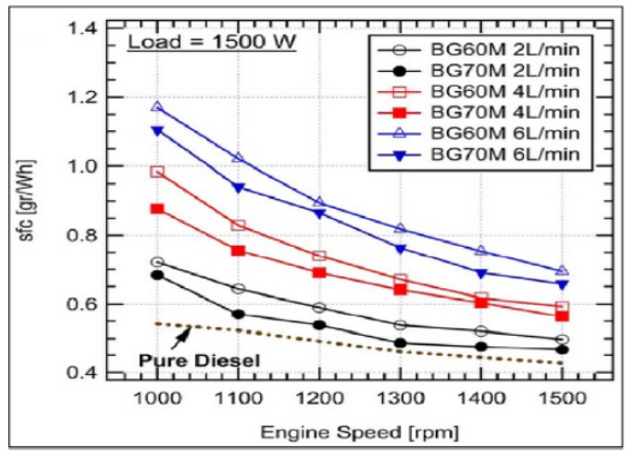 Load = 1500 W
BG60M 2L/min
BG70M 2L/min
BG60M 4L/min
BG70M 4L/min
BG60M 6L/min
BG70M 6L/min
1.4
1.2
1.0
0.8
0.6
0.4
sfc [gr/Wh]
Pure Diesel
1000 1100 1200 1300 1400 1500
Engine Speed [rpm]